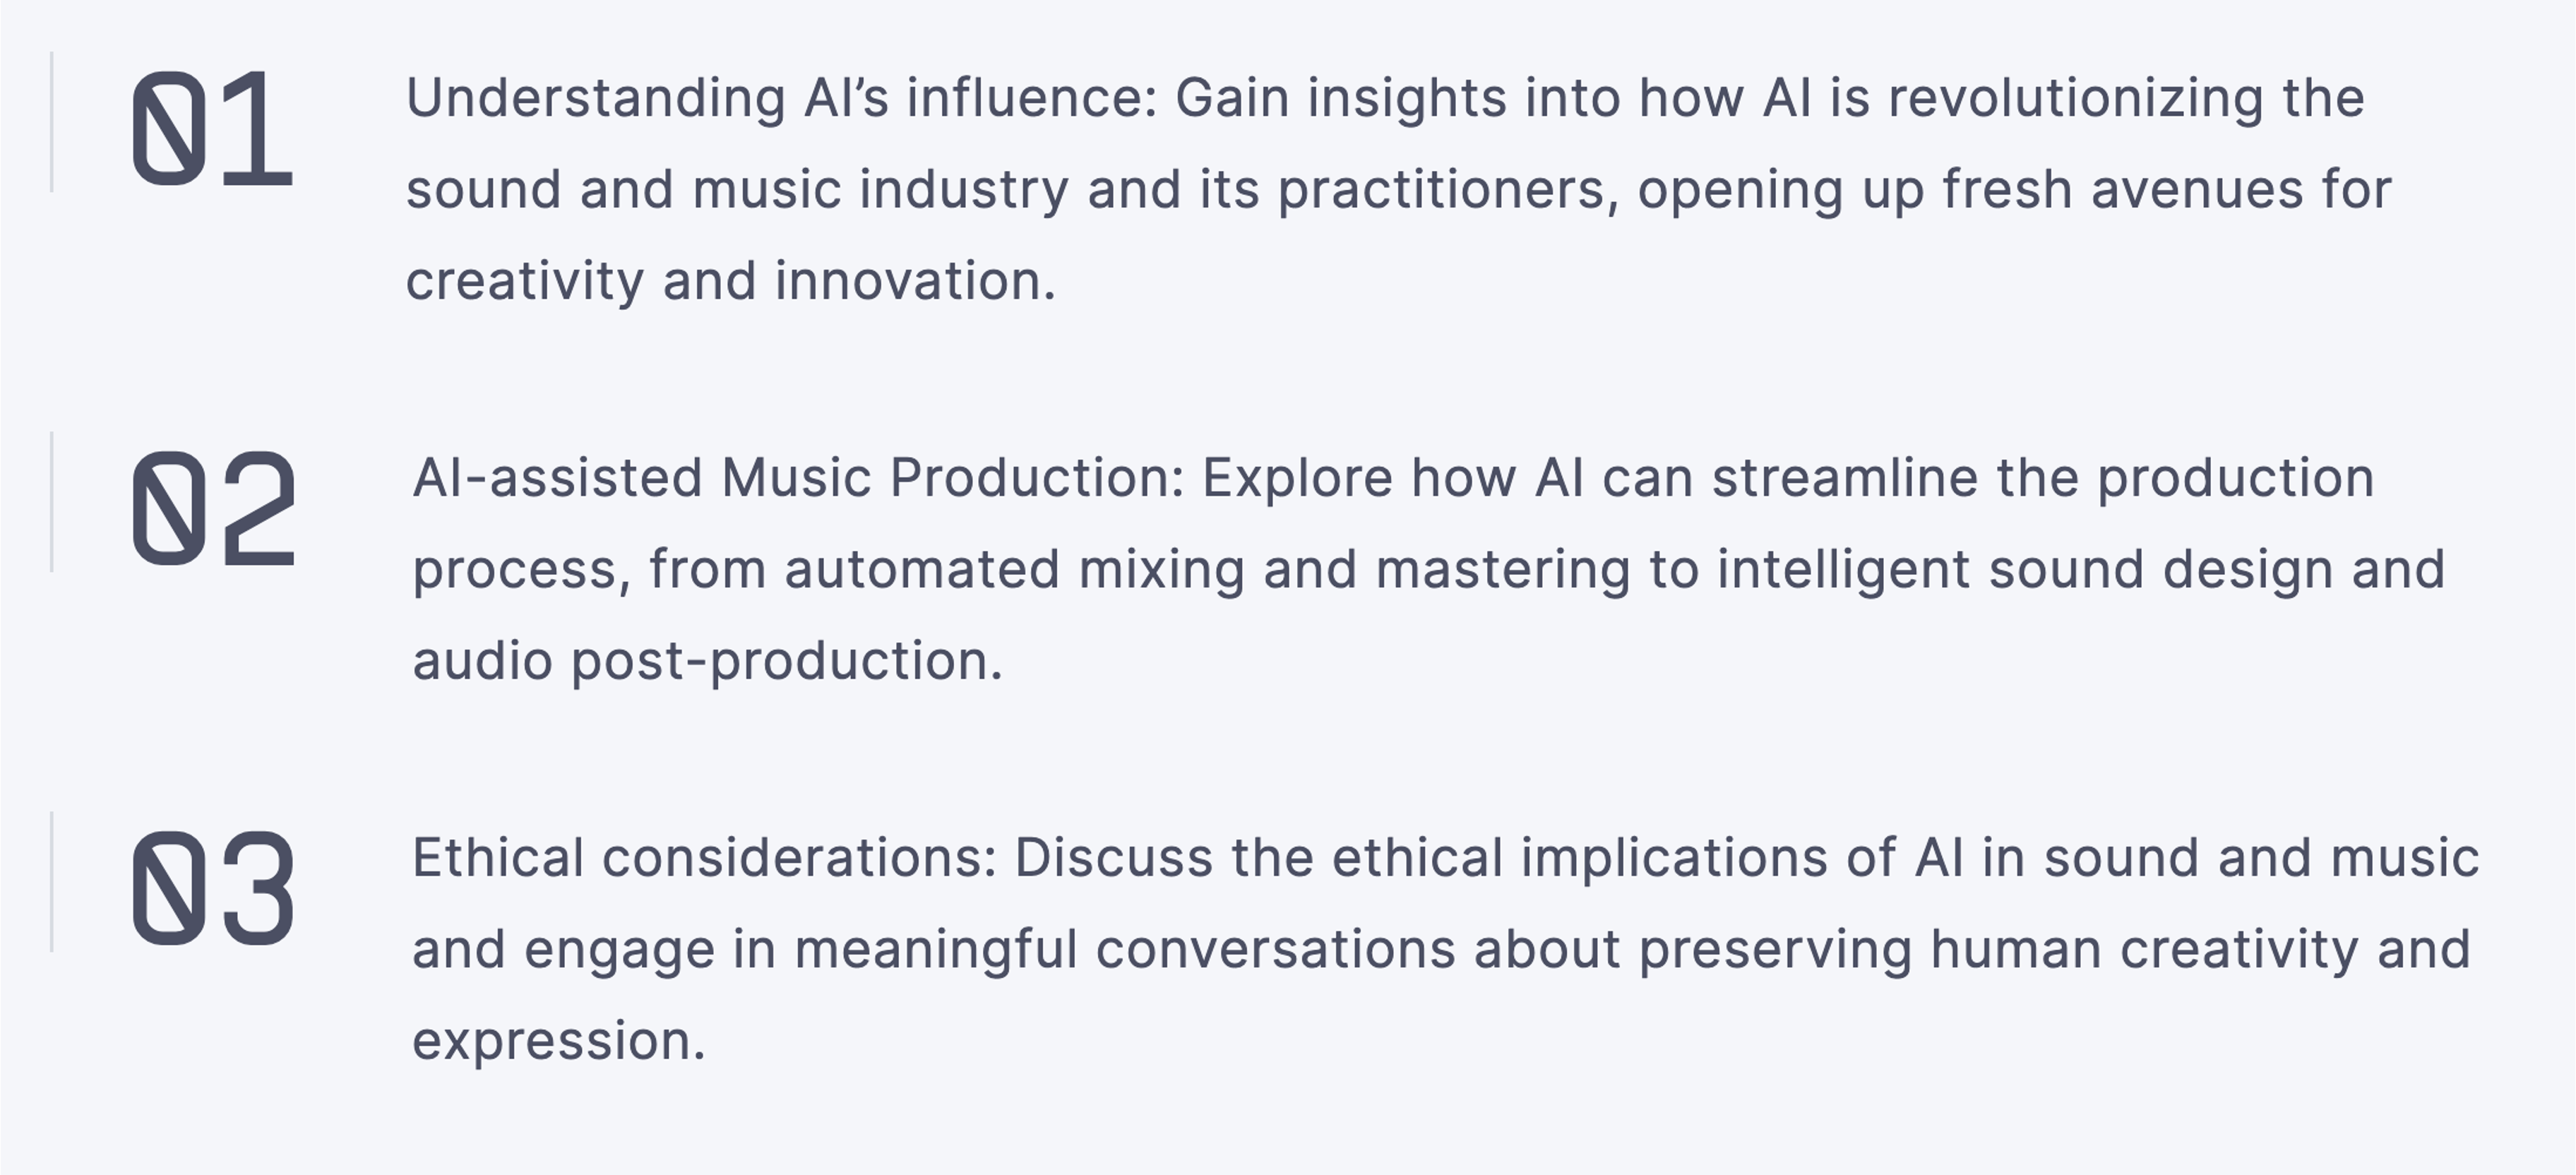 01 Understanding AI’s influence: Gain insights into how AI is revolutionizing the
sound and music industry and its practitioners, opening up fresh avenues for
creativity and innovation.
02 AI-assisted Music Production: Explore how AI can streamline the production
process, from automated mixing and mastering to intelligent sound design and
audio post-production.
03 Ethical considerations: Discuss the ethical implications of AI in sound and music
and engage in meaningful conversations about preserving human creativity and
expression.